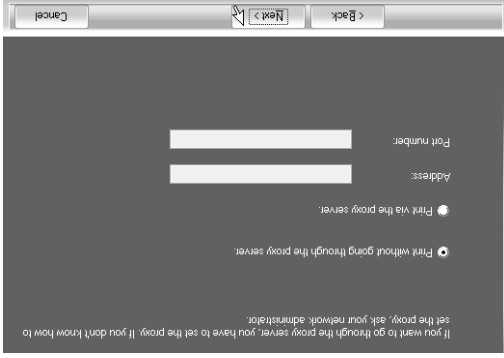 If you want to go through the proxy server, you have to set the proxy. If you don't know how to
set the proxy, ask your network administrator.
Print without going through the proxy server.
Print via the proxy server.
Address:
Port number:
< Back
Next >
Cancel